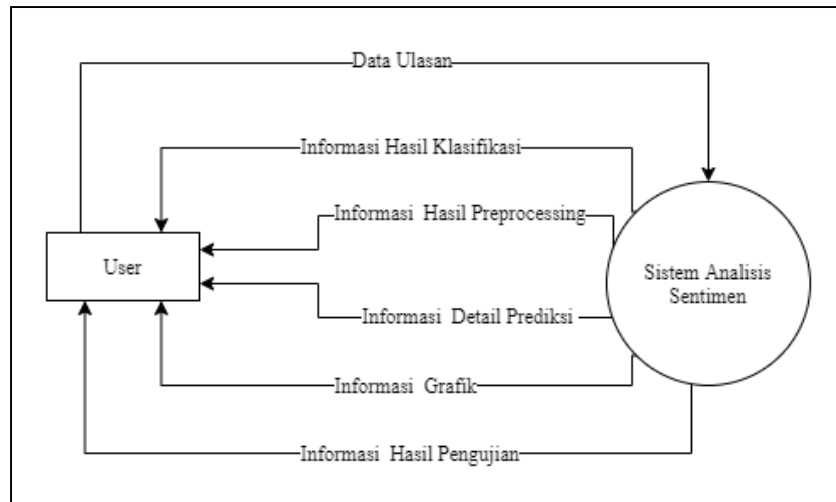 Data Ulasan
Informasi Hasil Klasifikasi
Informasi Hasil Preprocessing
User
Sistem Analisis
Sentimen
Informasi Detail Prediksi
Informasi Grafik
Informasi Hasil Pengujian